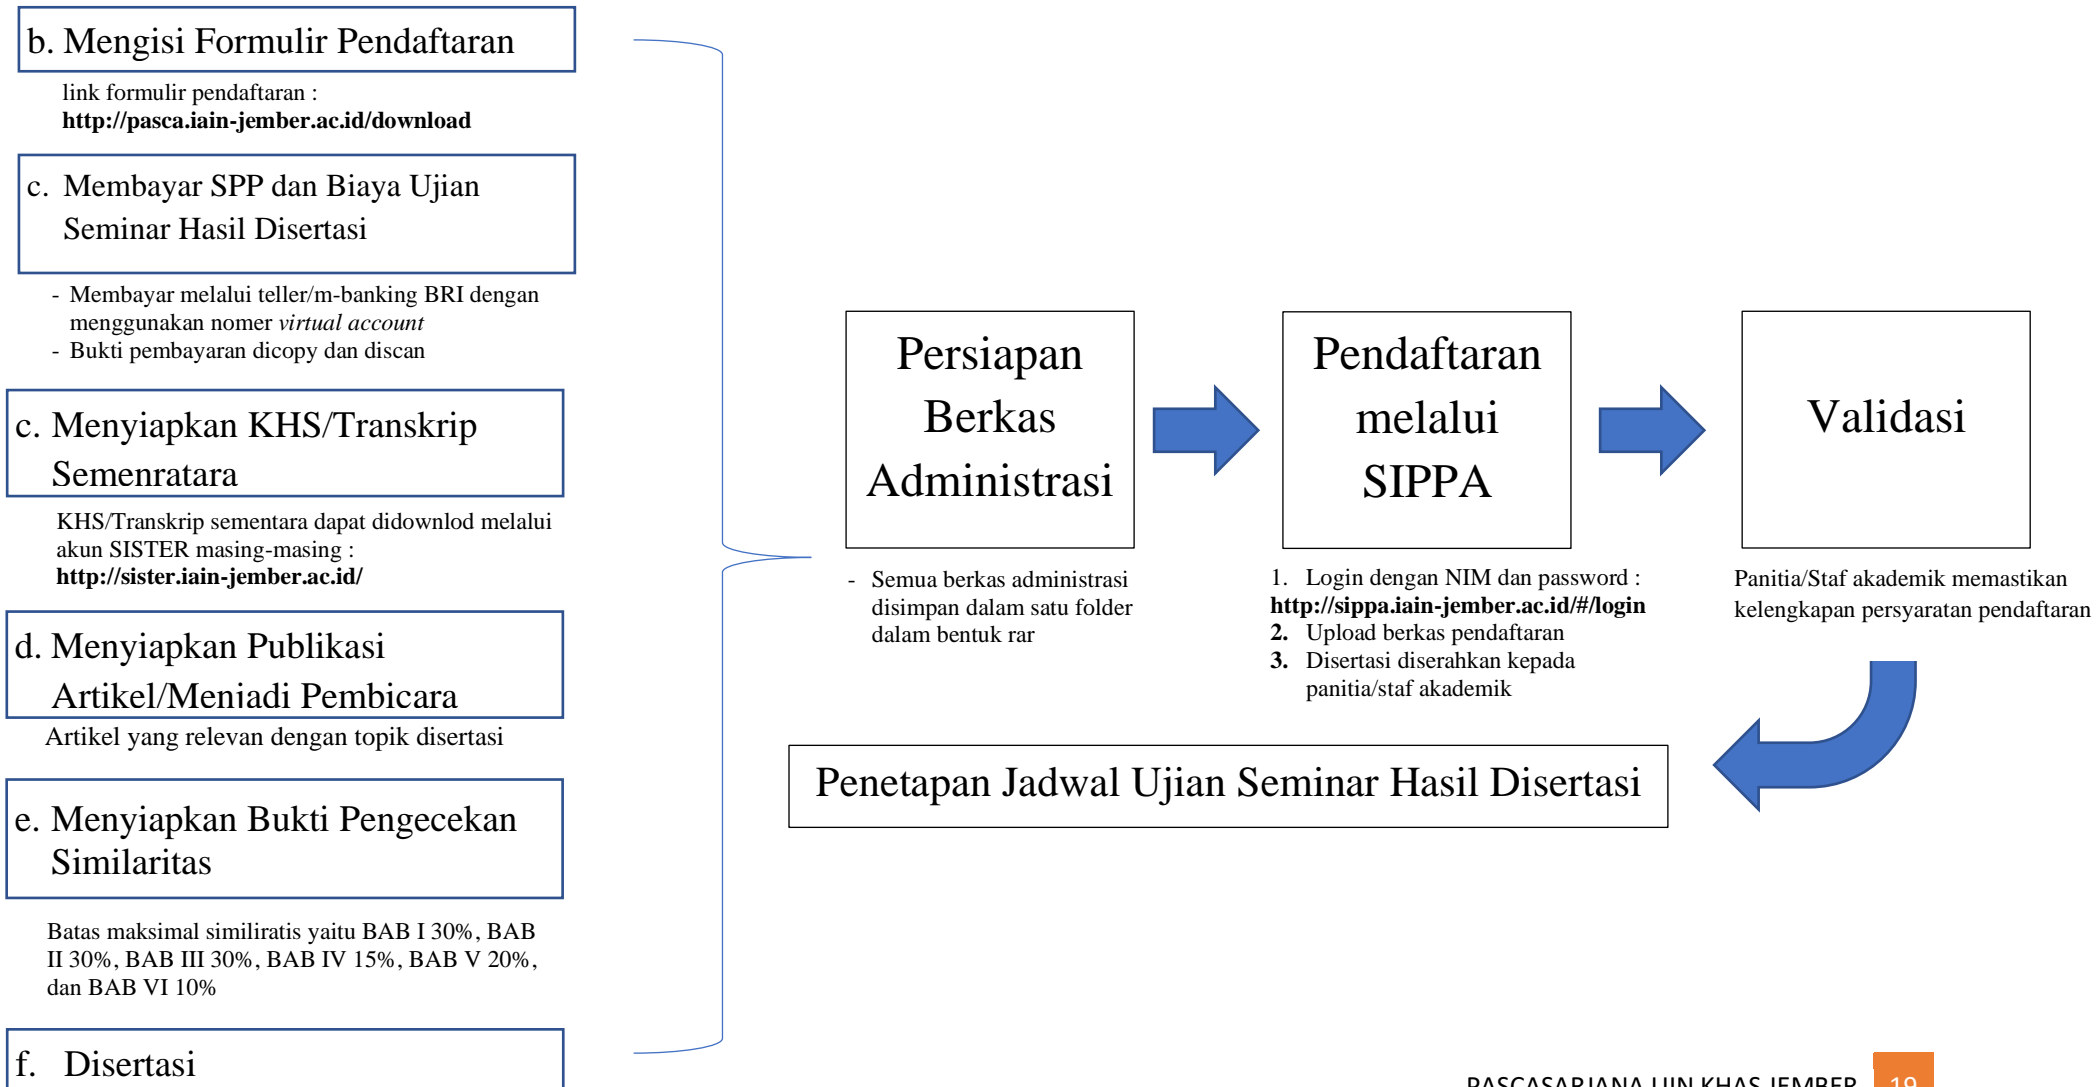 b. Mengisi Formulir Pendaftaran
link formulir pendaftaran :
http://pasca.iain-jember.ac.id/download
c. Membayar SPP dan Biaya Ujian
Seminar Hasil Disertasi
- Membayar melalui teller/m-banking BRI dengan
menggunakan nomer virtual account
- Bukti pembayaran dicopy dan discan
c. Menyiapkan KHS/Transkrip
Semenratara
KHS/Transkrip sementara dapat didownlod melalui
akun SISTER masing-masing :
http://sister.iain-jember.ac.id/
d. Menyiapkan Publikasi
Artikel/Menjadi Pembicara
Artikel yang relevan dengan topik disertasi
e. Menyiapkan Bukti Pengecekan
Similaritas
Batas maksimal similiratis yaitu BAB I 30%, BAB
II 30%, BAB III 30%, BAB IV 15%, BAB V 20%,
dan BAB VI 10%
f. Disertasi
Persiapan
Berkas
Administrasi
- Semua berkas administrasi
disimpan dalam satu folder
dalam bentuk rar
Pendaftaran
melalui
SIPPA
1. Login dengan NIM dan password :
http://sippa.iain-jember.ac.id/#/login
2. Upload berkas pendaftaran
3. Disertasi diserahkan kepada
panitia/staf akademik
Validasi
Panitia/Staf akademik memastikan
kelengkapan persyaratan pendaftaran
Penetapan Jadwal Ujian Seminar Hasil Disertasi
PASCASARJANA UIN KHAS JEMBER 19